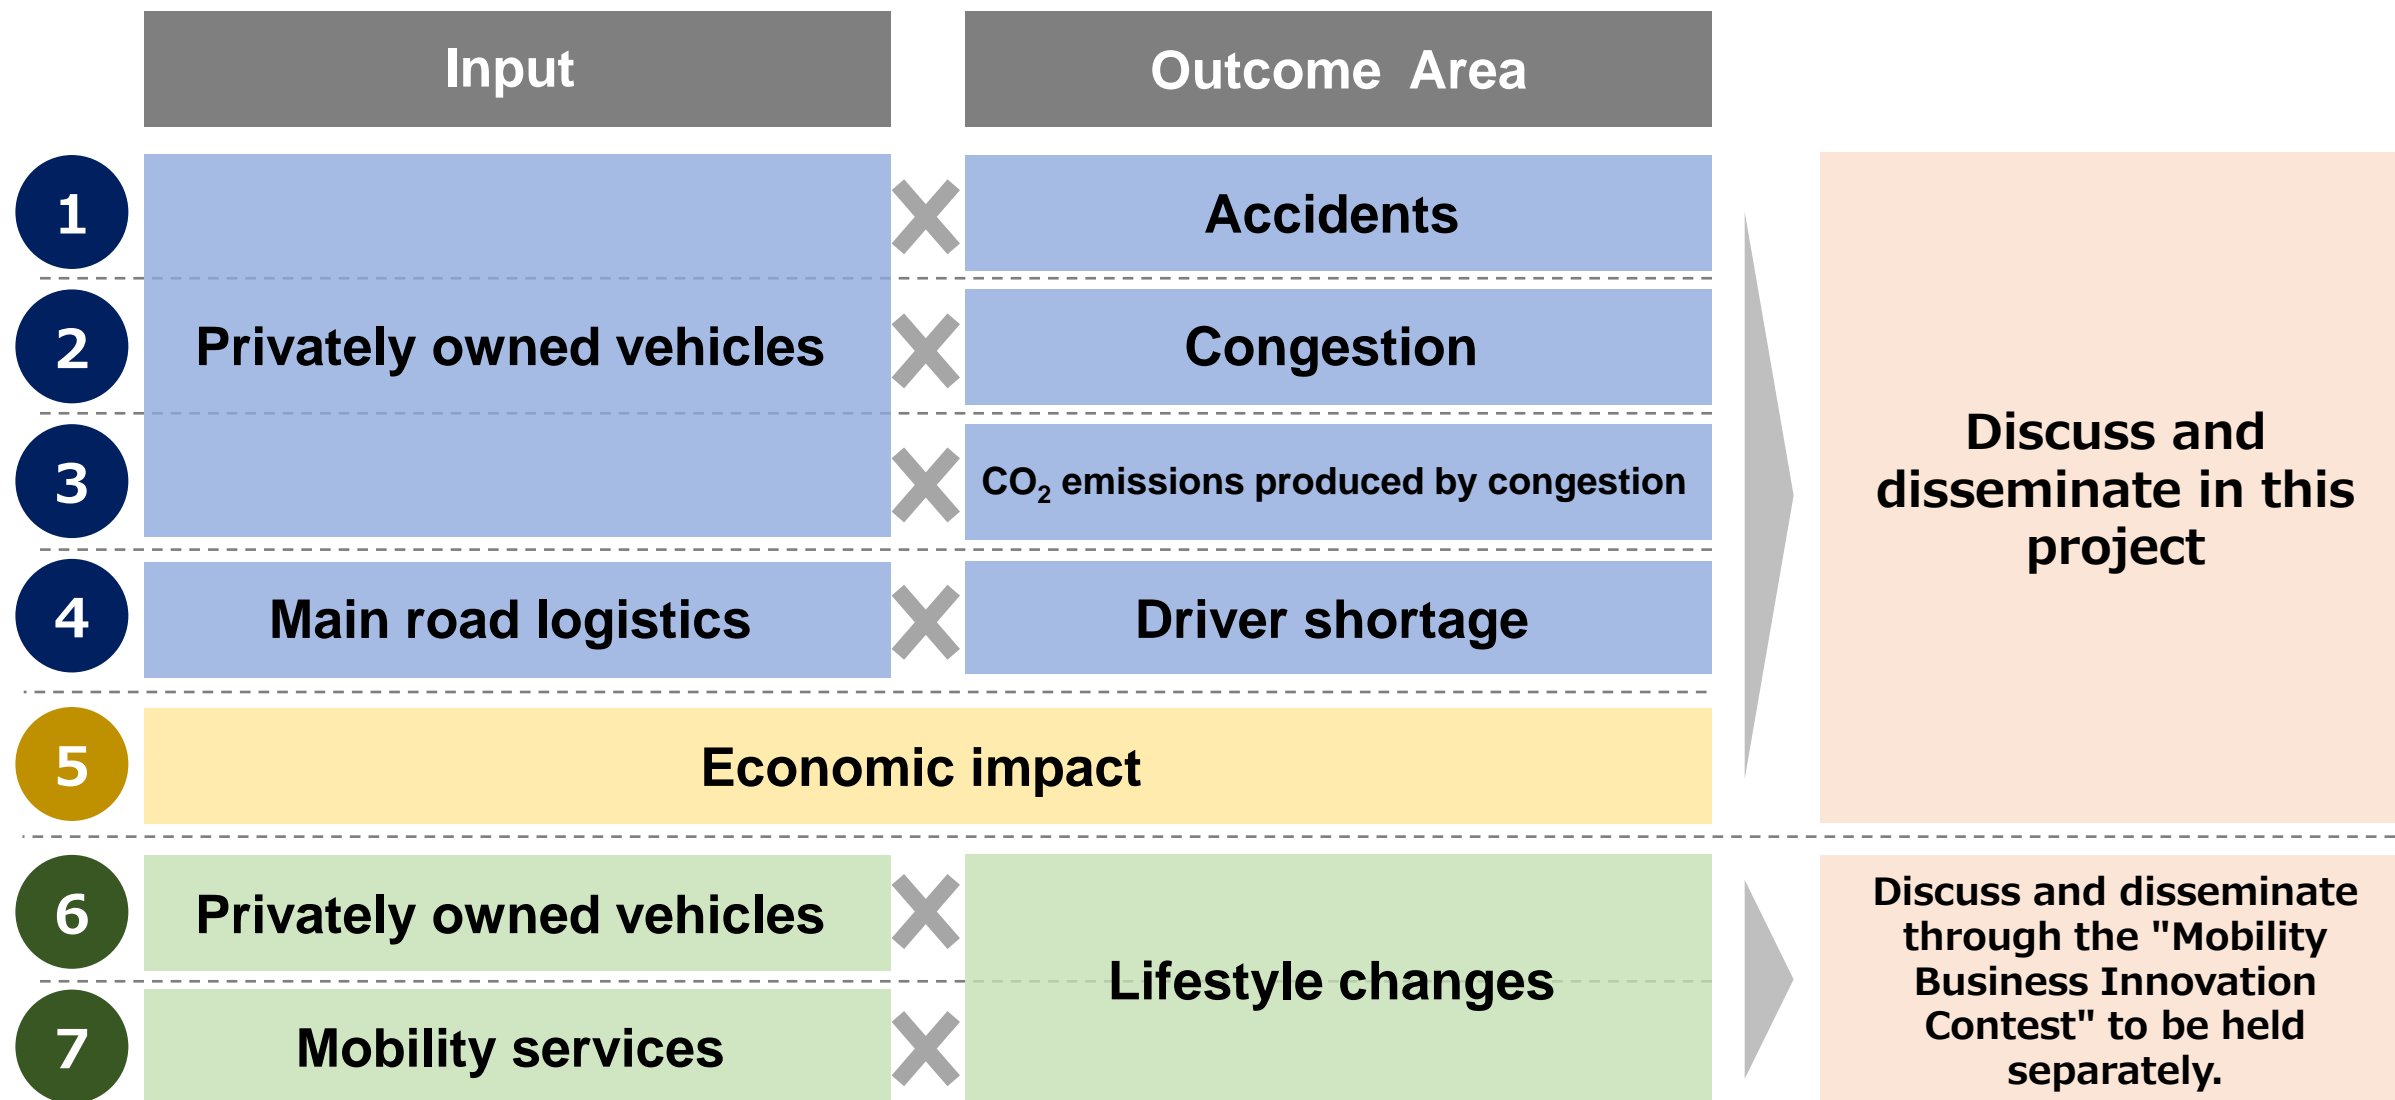 Input
Outcome Area
1
Accidents
2
Privately owned vehicles
Congestion
3
CO₂ emissions produced by congestion
4
Main road logistics
Driver shortage
5
Economic impact
Discuss and
disseminate in this
project
6
Privately owned vehicles
7
Mobility services
Lifestyle changes
Discuss and disseminate
through the "Mobility
Business Innovation
Contest" to be held
separately.